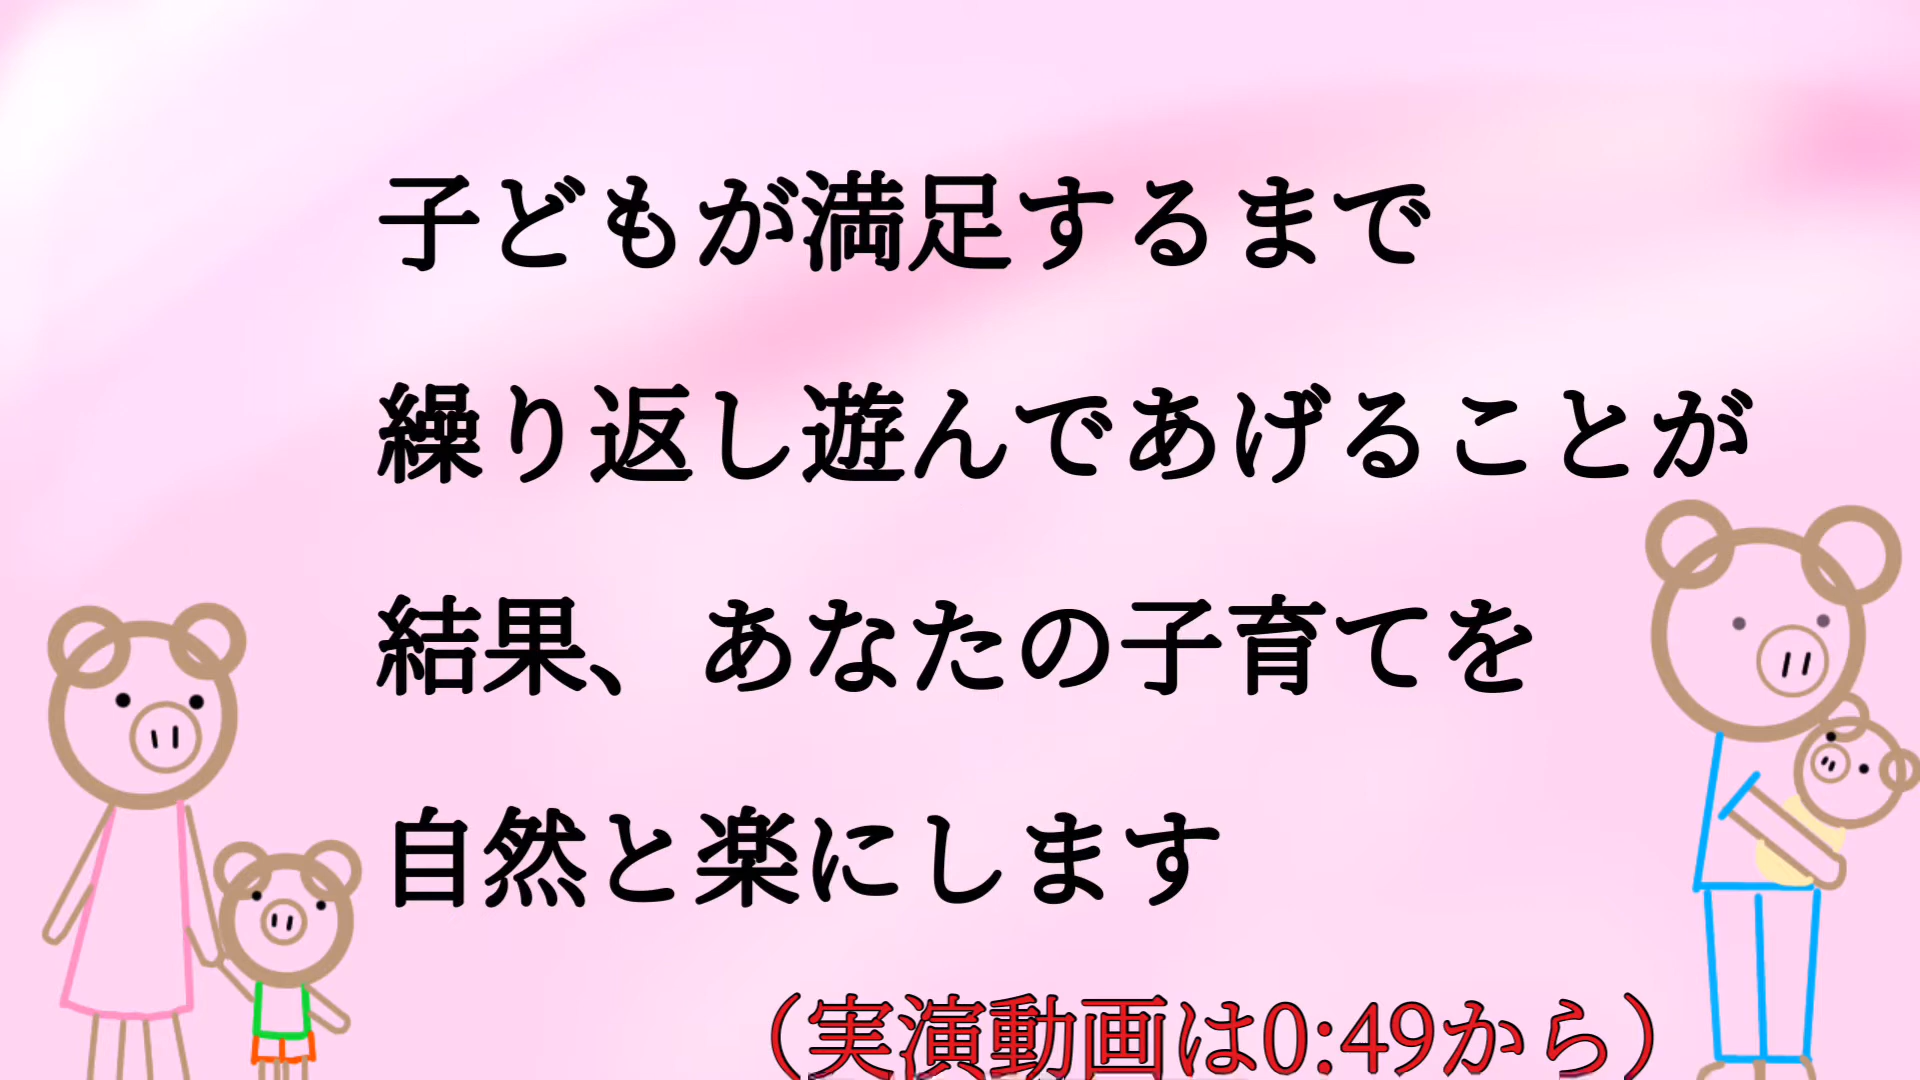 子どもが満足するまで
繰り返し遊んであげることが
結果、あなたの子育てを
自然と楽にします
（実演動画は0:49から）